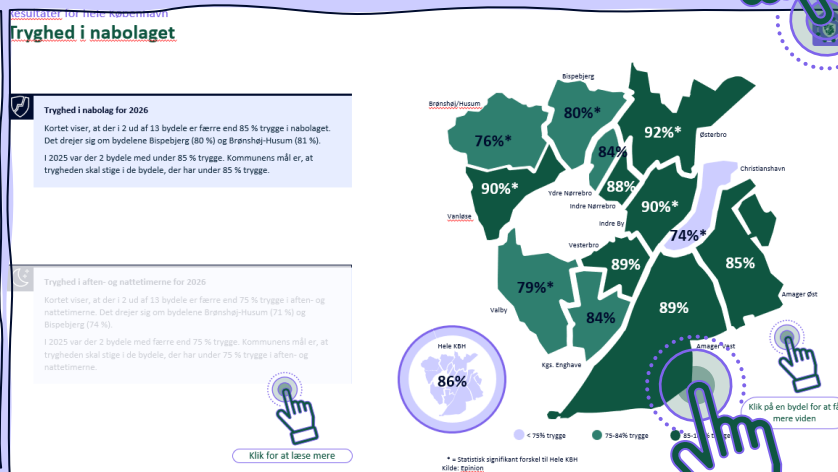 Resultater for hele København
Tryghed i nabolaget
Tryghed i nabolag for 2026
Kortet viser, at der i 2 ud af 13 bydele er færre end 85 % trygge i nabolaget.
Det drejer sig om bydelene Bispebjerg (80 %) og Brønshøj-Husum (81 %).
I 2025 var der 2 bydele med under 85 % trygge. Kommunens mål er, at
trygheden skal stige i de bydele, der har under 85 % trygge.
Tryghed i aften- og nattetimerne for 2026
Kortet viser, at der i 2 ud af 13 bydele er færre end 75 % trygge i aften- og
nattetimerne. Det drejer sig om bydelene Brønshøj-Husum (71 %) og
Bispebjerg (74 %).
I 2025 var der 2 bydele med færre end 75 % trygge. Kommunens mål er, at
trygheden skal stige i de bydele, der har under 75 % trygge i aften- og
nattetimerne.
Klik for at læse mere
Bispebjerg
Brønshøj/Husum
80%*
76%*
92%*
Østerbro
84%
Christianshavn
90%*
88%
Ydre Nørrebro
Indre Nørrebro
90%*
Vanløse
Indre By
74%*
Vesterbro
89%
85%
79%*
Amager Øst
Valby
84%
89%
Hele KBH
86%
Amager Vest
Kgs. Enghave
Klik på en bydel for at få
mere viden
< 75% trygge
75-84% trygge
trygge
* = Statistisk signifikant forskel til Hele KBH
Kilde: Epinion